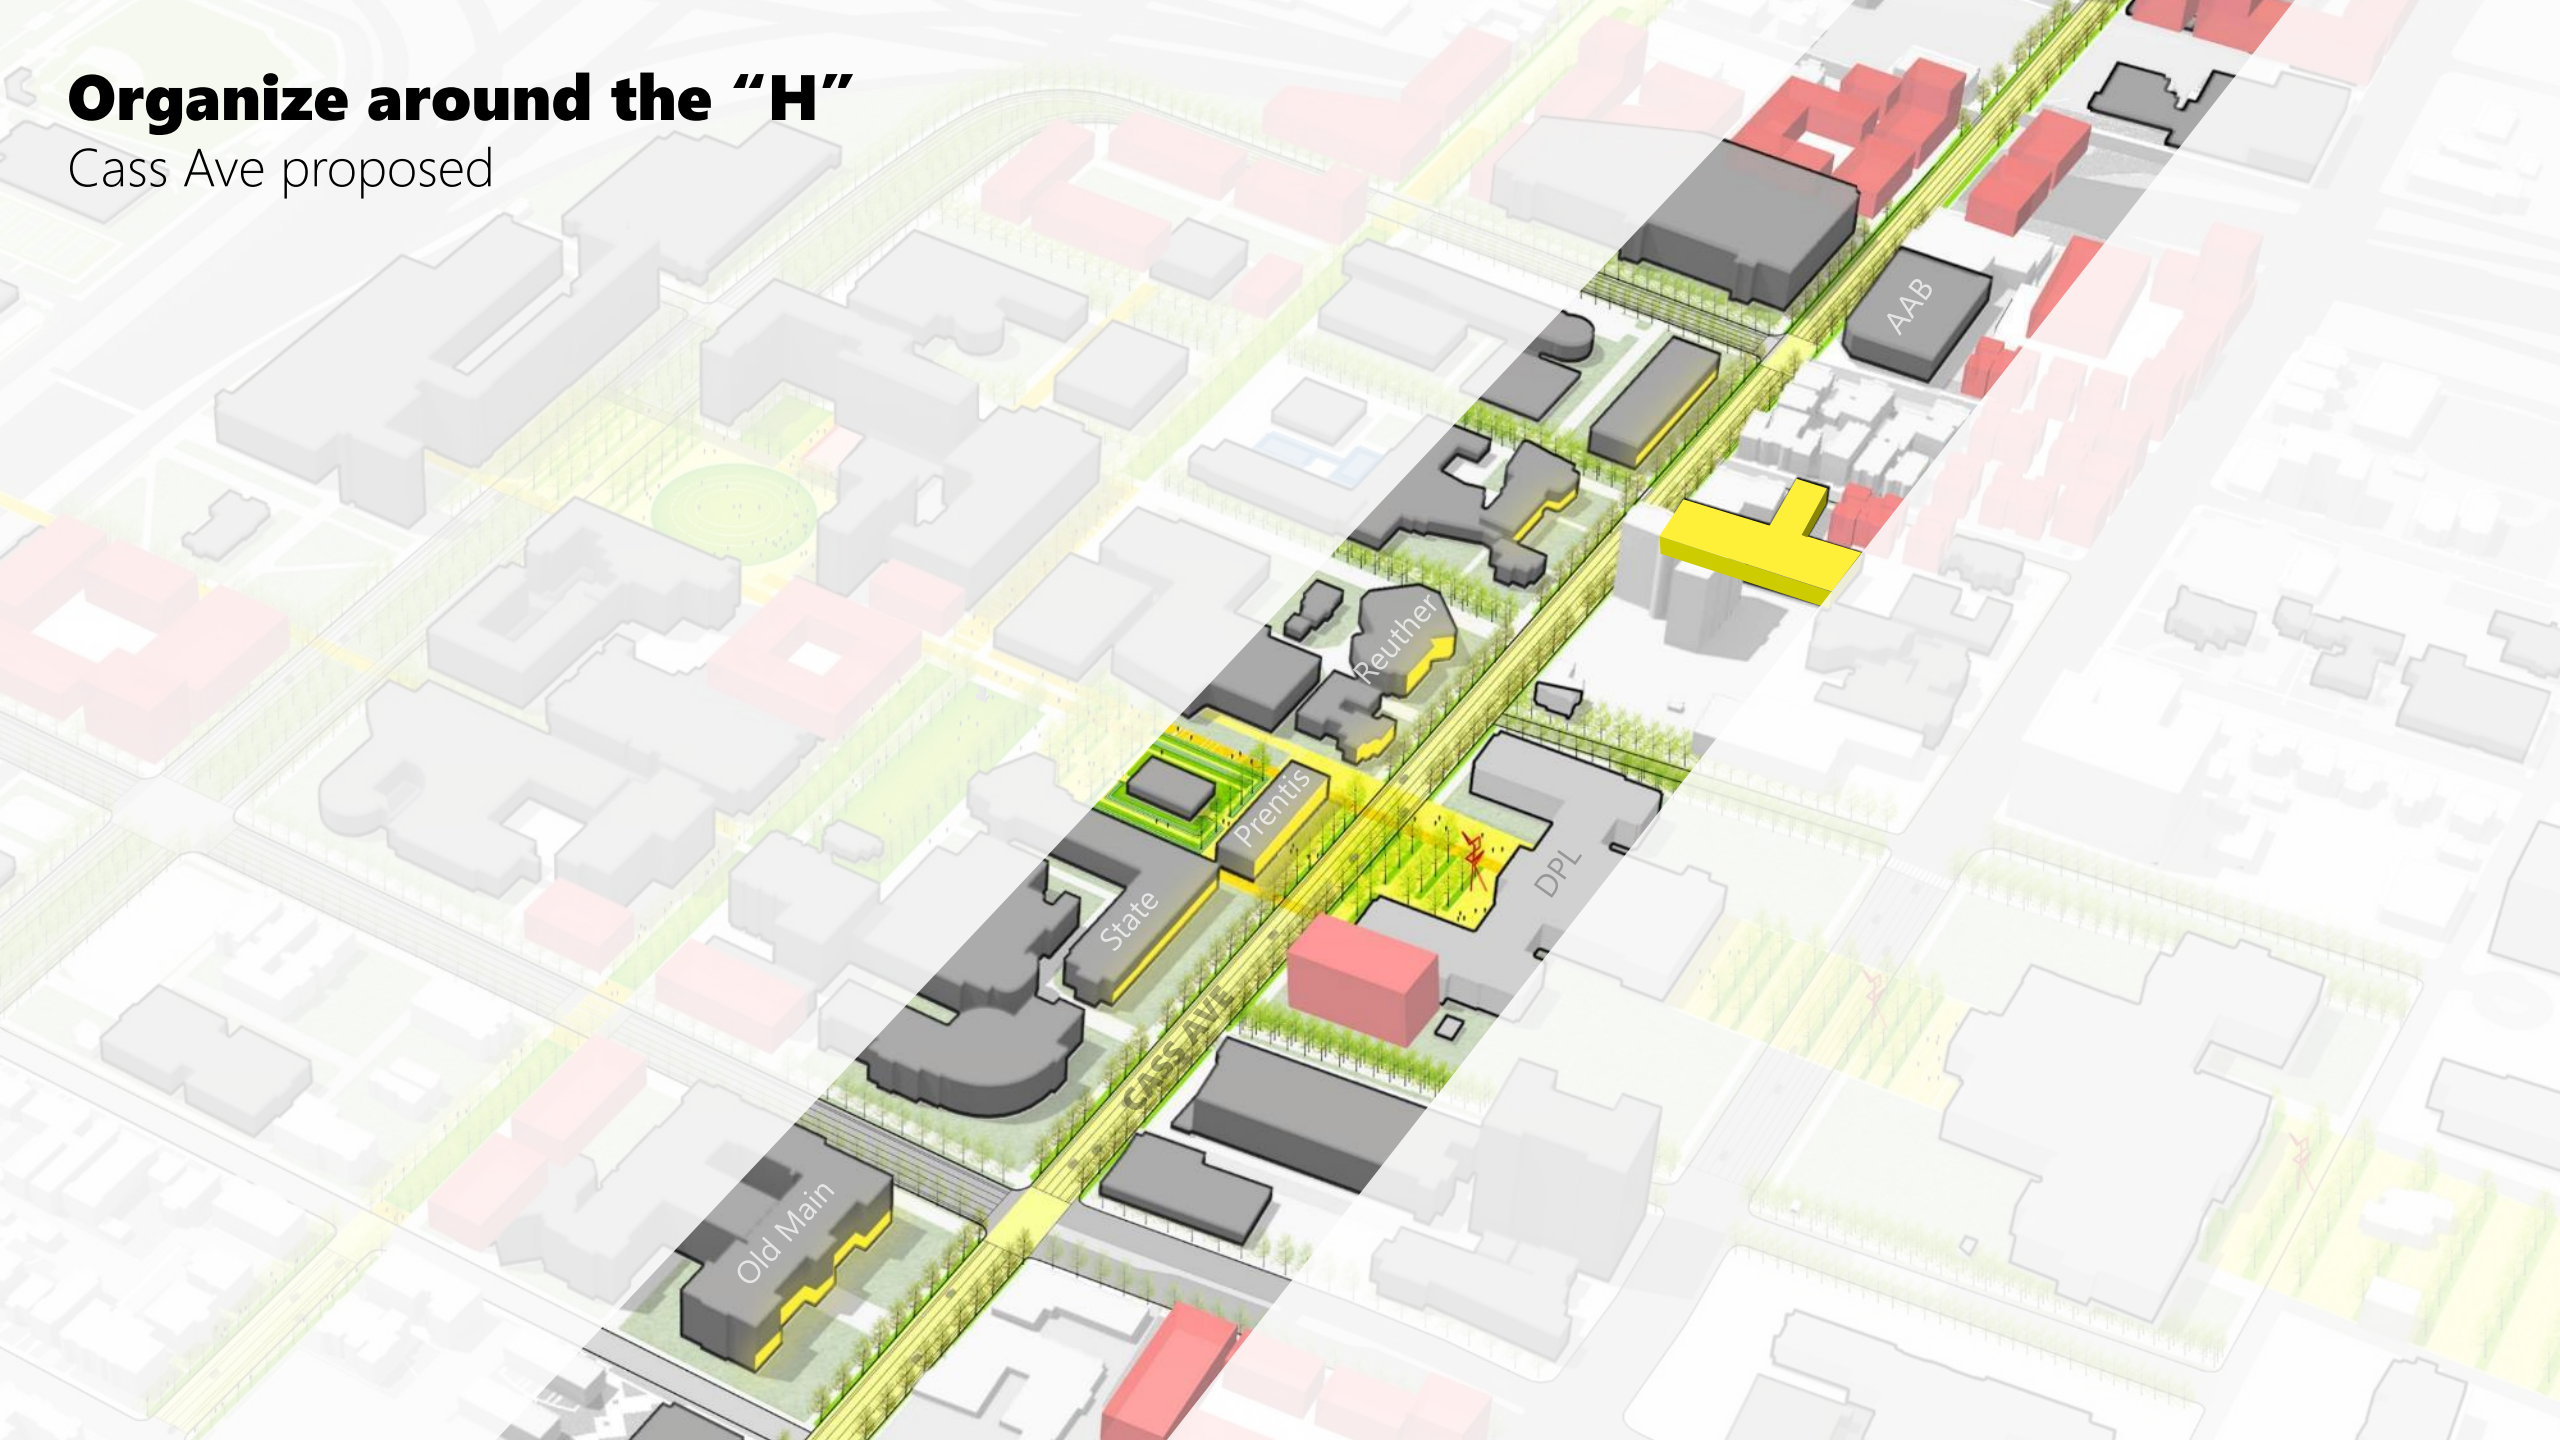 Organize around the “H”
Cass Ave proposed
AAB
Reuther
Prentis
DPL
State
CASS AVE
Old Main